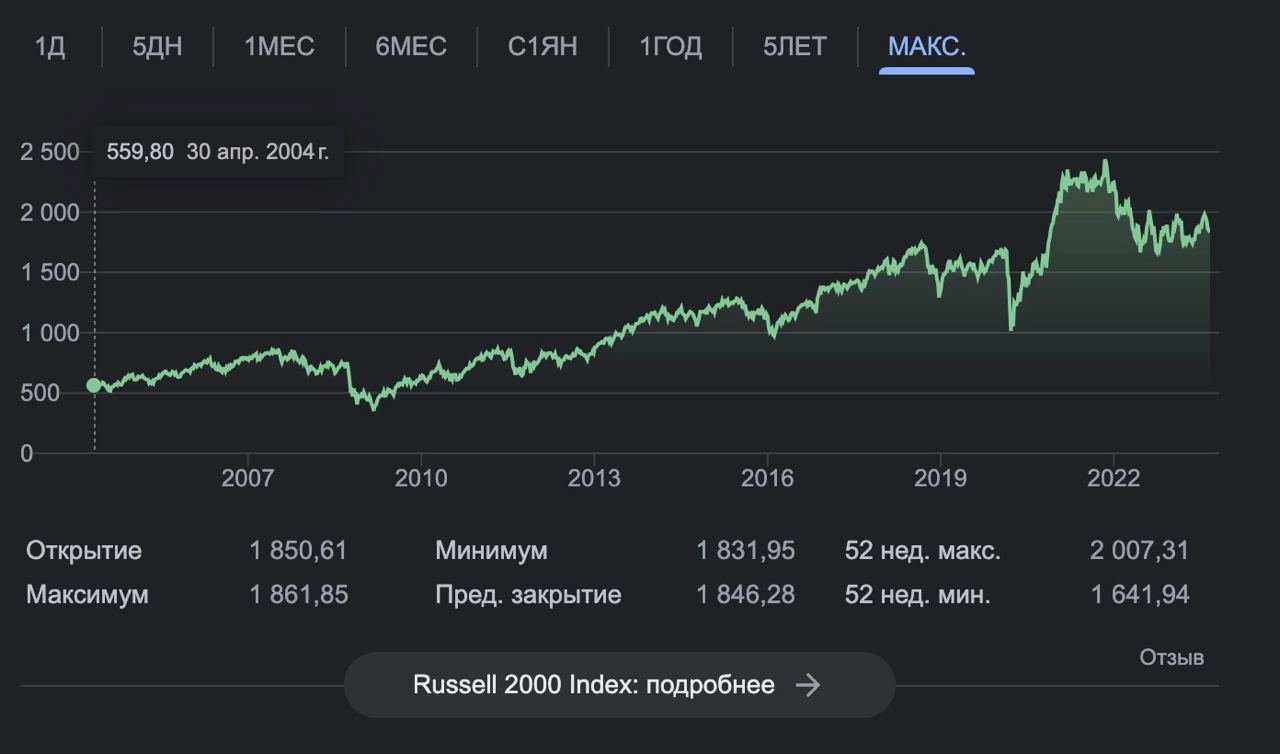 1Д 5ДН 1МЕС 6МЕС С1ЯН 1ГОД 5ЛЕТ МАКС.
559,80 30 апр. 2004 г.
2 500
2 000
1 500
1 000
500
0
2007 2010 2013 2016 2019 2022
Открытие 1 850,61 Минимум 1 831,95 52 нед. макс. 2 007,31
Максимум 1 861,85 Пред. закрытие 1 846,28 52 нед. мин. 1 641,94
Отзыв
Russell 2000 Index: подробнее →